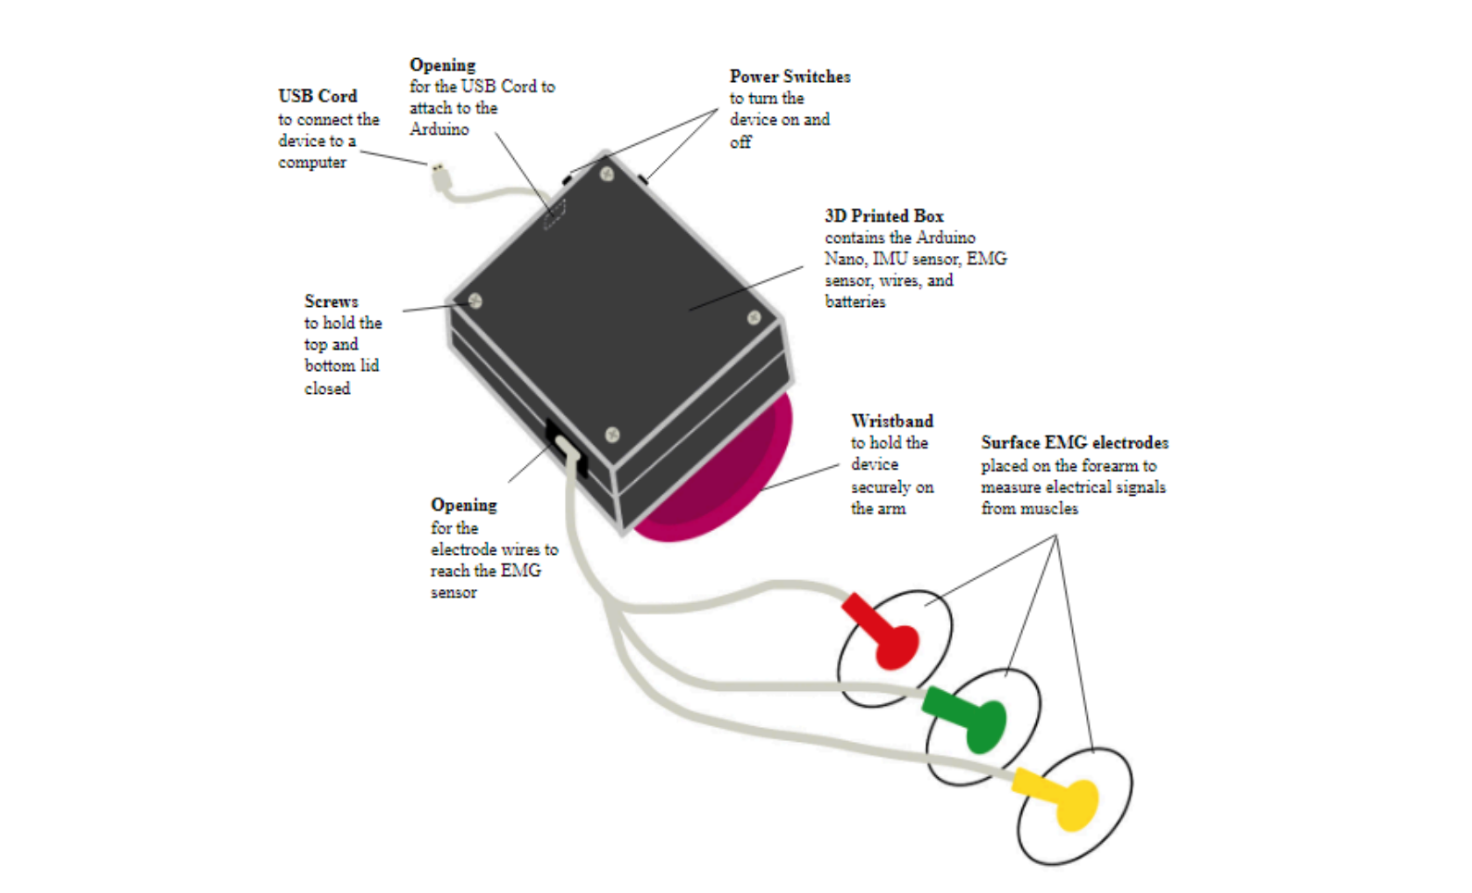 Opening
for the USB Cord to
attach to the
Arduino
USB Cord
to connect the
device to a
computer
Power Switches
to turn the
device on and
off
3D Printed Box
contains the Arduino
Nano, IMU sensor, EMG
sensor, wires, and
batteries
Screws
to hold the
top and
bottom lid
closed
Wristband
to hold the
device
securely on
the arm
Surface EMG electrodes
placed on the forearm to
measure electrical signals
from muscles
Opening
for the
electrode wires to
reach the EMG
sensor